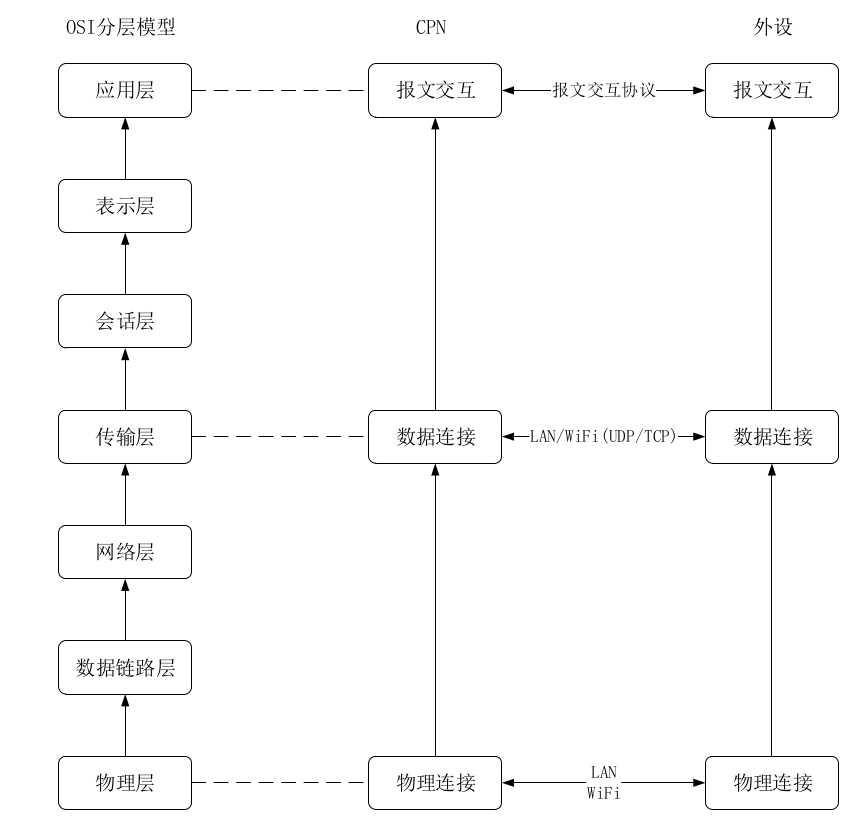 OSI分层模型 CPN 外设
应用层 报文交互 报文交互协议 报文交互
表示层
会话层
传输层 数据连接 LAN/WiFi(UDP/TCP) 数据连接
网络层
数据链路层
物理层 物理连接 LAN 物理连接
WiFi